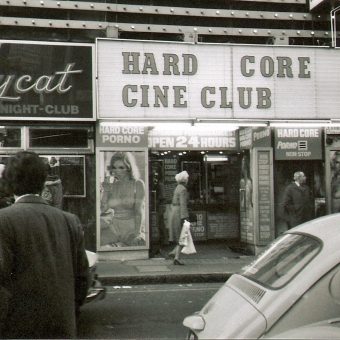 ycat
NIGHT-CLUB
HARD CORE
CINE CLUB
HARD CORE
PORNO
OPEN 24 HOURS
HARD CORE
PORNO
NON STOP